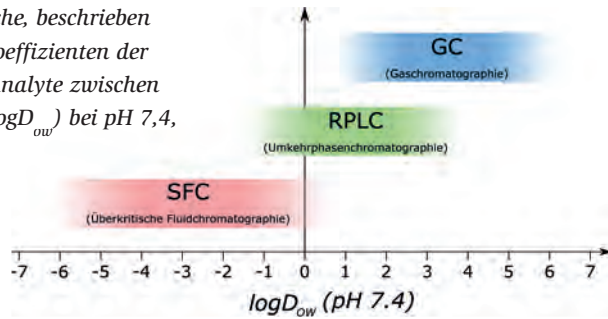 che, beschrieben
oeffizienten der
nalyte zwischen
ogD_ow) bei pH 7,4,
GC
(Gaschromatographie)
RPLC
(Umkehrphasenchromatographie)
SFC
(Überkritische Fluidchromatographie)
-7 -6 -5 -4 -3 -2 -1 0 1 2 3 4 5 6 7
logD_ow (pH 7.4)